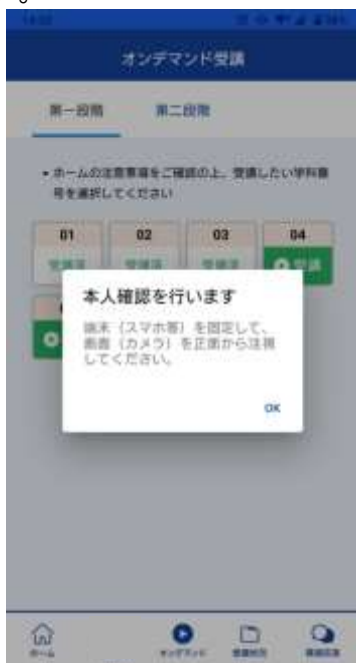 オンデマンド受講
第一段階
第二段階
• ホームの注意事項をご確認の上、受講したい学科番
号を選択してください
01
02
03
04
受講済
受講済
受講済
受講
本人確認を行います
端末（スマホ等）を固定して、
画面（カメラ）を正面から注視
してください。
OK
ホーム
オンデマンド